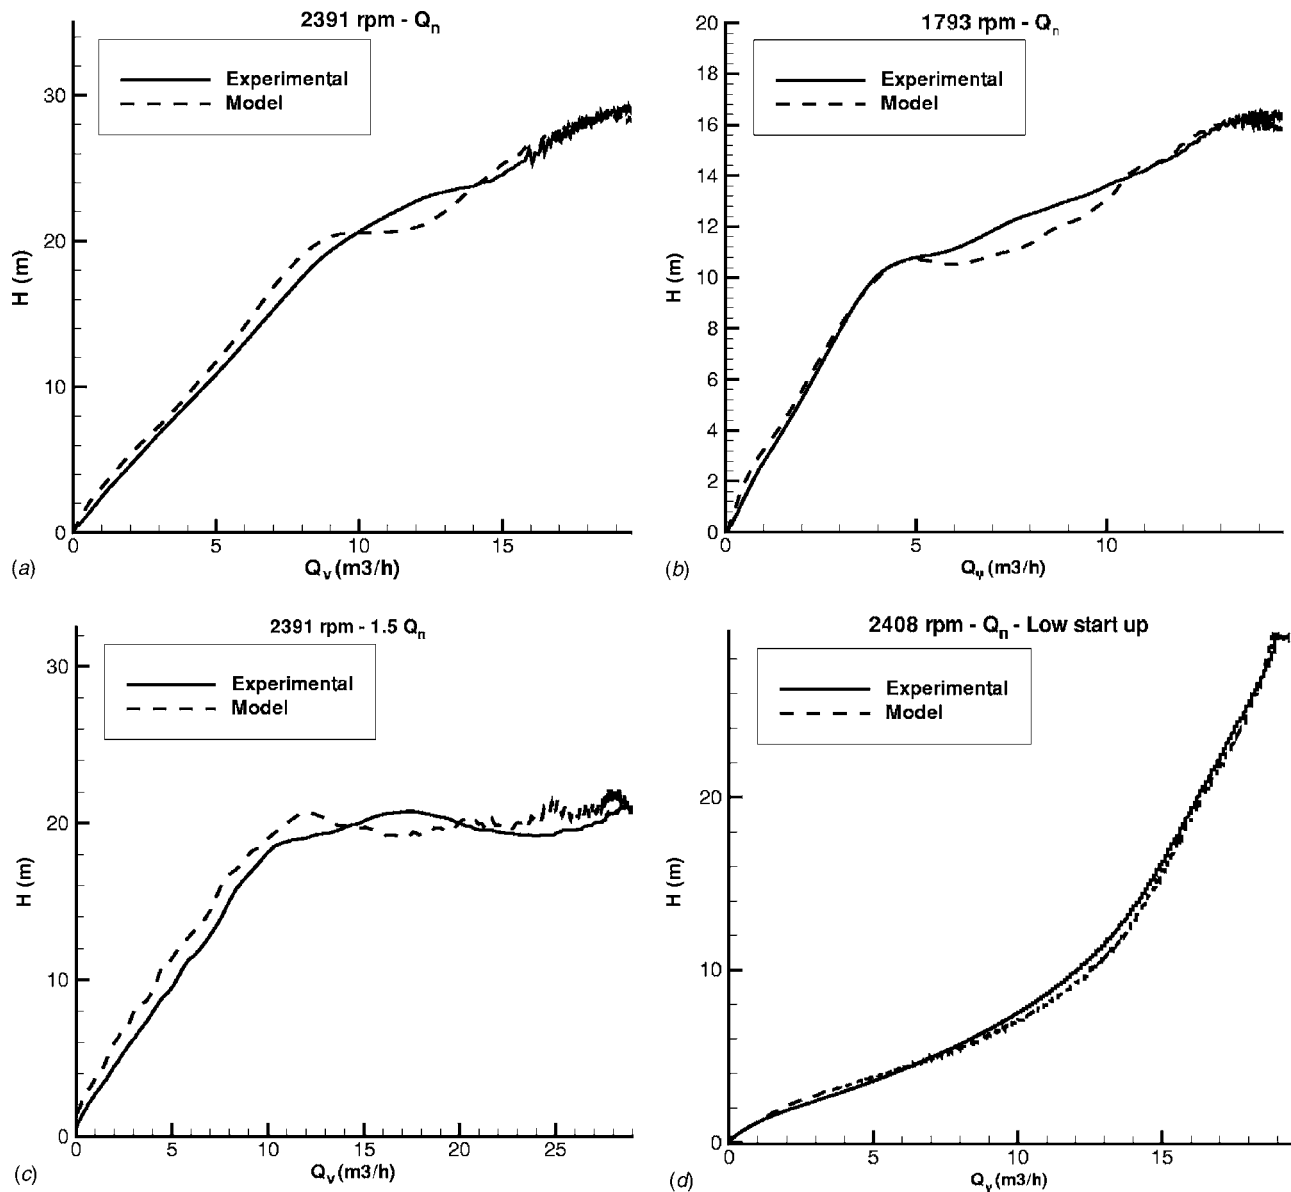 2391 rpm - Qn
Experimental
Model
30
20
10
0
H (m)
0 5 10 15
Qv (m3/h)
(a)
1793 rpm - Qn
Experimental
Model
20
18
16
14
12
10
8
6
4
2
0
H (m)
0 5 10
Qv (m3/h)
(b)
2391 rpm - 1.5 Qn
Experimental
Model
30
20
10
0
H (m)
0 5 10 15 20 25
Qv (m3/h)
(c)
2408 rpm - Qn - Low start up
Experimental
Model
20
10
0
H (m)
0 5 10 15
Qv (m3/h)
(d)